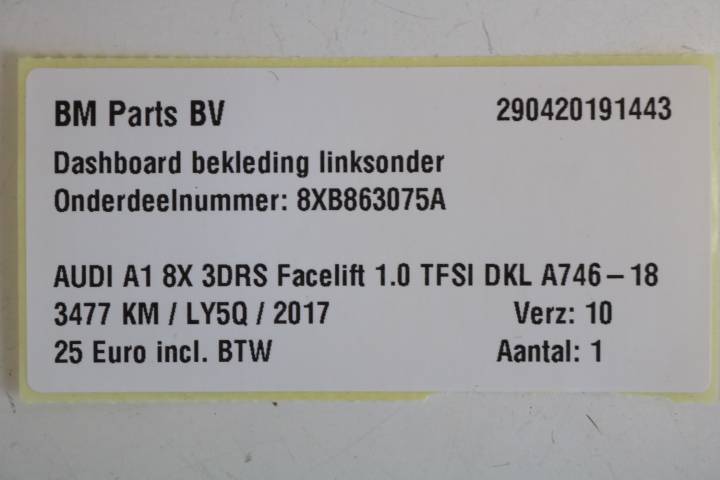 BM Parts BV 290420191443
Dashboard bekleding linksonder
Onderdeelnummer: 8XB863075A
AUDI A1 8X 3DRS Facelift 1.0 TFSI DKL A746-18
3477 KM / LY5Q / 2017 Verz: 10
25 Euro incl. BTW Aantal: 1